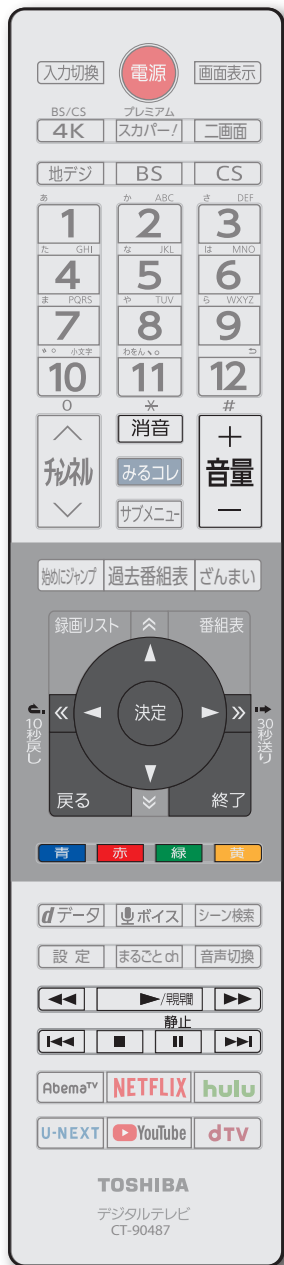 入力切換 電源 画面表示
BS/CS プレミアム
4K スカパー! 二画面
地デジ BS CS
あ か ABC さ DEF
1 2 3
た GHI な JKL は MNO
4 5 6
ま PQRS や TUV ら WXYZ
7 8 9
小文字 わをん、。
10 11 12
0 * #
チャンネル 消音 + 音量 −
みるコレ
サブメニュー
始めにジャンプ 過去番組表 ざんまい
録画リスト 番組表
10秒戻し 決定 30秒送り
戻る 終了
青 赤 緑 黄
dデータ ボイス シーン検索
設定 まるごとch 音声切換
/早見早聞
静止
AbemaTV NETFLIX hulu
U-NEXT YouTube dTV
TOSHIBA
デジタルテレビ
CT-90487